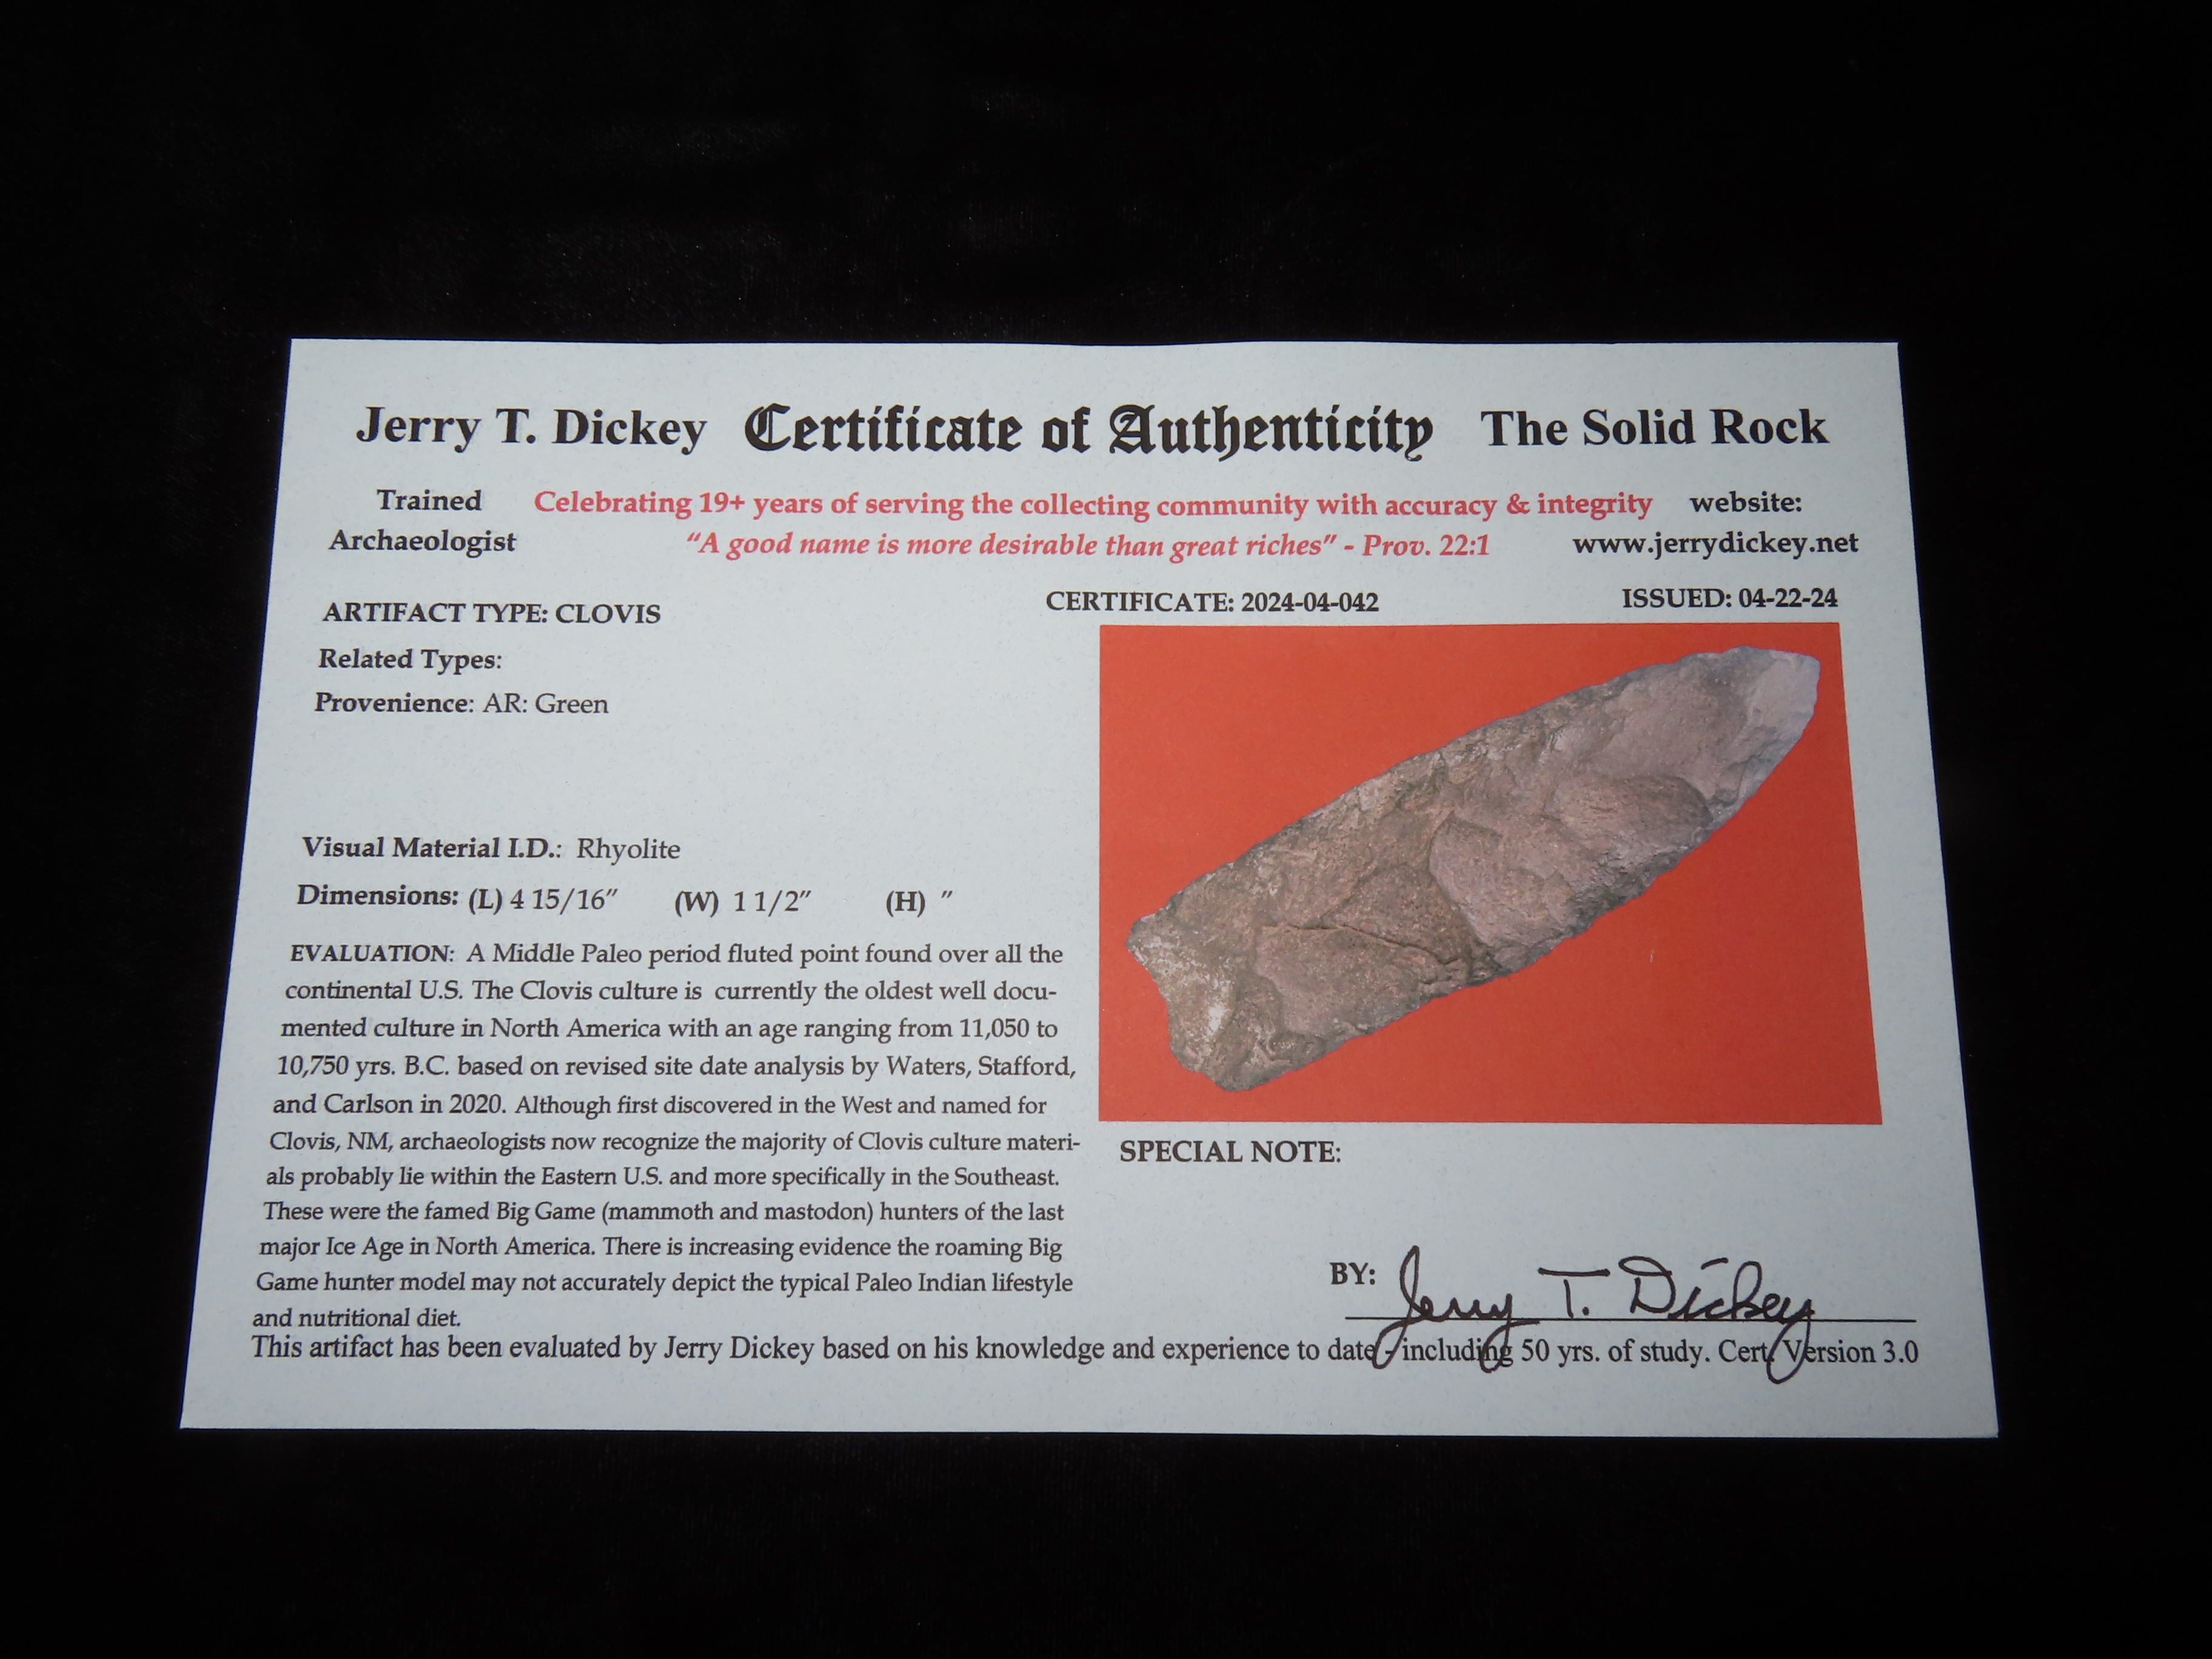 Jerry T. Dickey Certificate of Authenticity The Solid Rock
Trained Archaeologist
Celebrating 19+ years of serving the collecting community with accuracy & integrity
"A good name is more desirable than great riches" - Prov. 22:1
website:
www.jerrydickey.net
ARTIFACT TYPE: CLOVIS
CERTIFICATE: 2024-04-042
ISSUED: 04-22-24
Related Types:
Provenience: AR: Green
Visual Material I.D.: Rhyolite
Dimensions: (L) 4 15/16" (W) 1 1/2" (H) "
EVALUATION: A Middle Paleo period fluted point found over all the
continental U.S. The Clovis culture is currently the oldest well docu-
mented culture in North America with an age ranging from 11,050 to
10,750 yrs. B.C. based on revised site date analysis by Waters, Stafford,
and Carlson in 2020. Although first discovered in the West and named for
Clovis, NM, archaeologists now recognize the majority of Clovis culture materi-
als probably lie within the Eastern U.S. and more specifically in the Southeast.
These were the famed Big Game (mammoth and mastodon) hunters of the last
major Ice Age in North America. There is increasing evidence the roaming Big
Game hunter model may not accurately depict the typical Paleo Indian lifestyle
and nutritional diet.
SPECIAL NOTE:
BY: Jerry T. Dickey
This artifact has been evaluated by Jerry Dickey based on his knowledge and experience to date - including 50 yrs. of study. Cert. Version 3.0